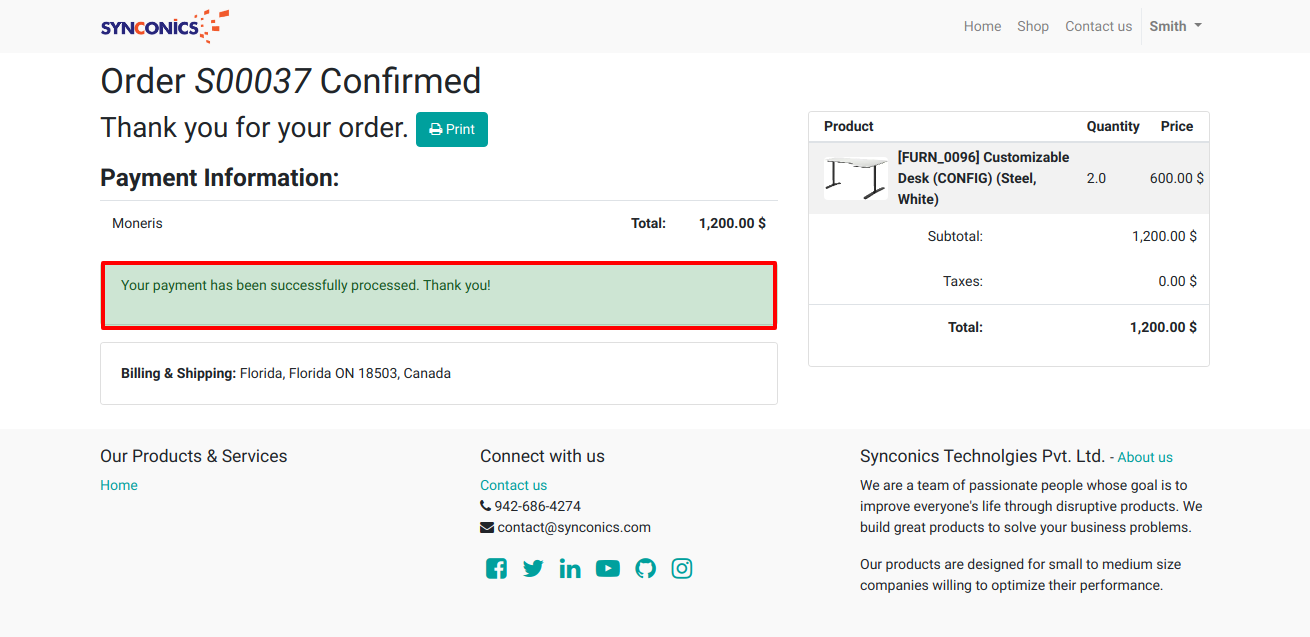 SYNCONICS
Home Shop Contact us Smith
Order S00037 Confirmed
Thank you for your order. Print
Payment Information:
Moneris Total: 1,200.00 $
Your payment has been successfully processed. Thank you!
Billing & Shipping: Florida, Florida ON 18503, Canada
Product Quantity Price
[FURN_0096] Customizable
Desk (CONFIG) (Steel, 2.0 600.00 $
White)
Subtotal: 1,200.00 $
Taxes: 0.00 $
Total: 1,200.00 $
Our Products & Services
Home
Connect with us
Contact us
942-686-4274
contact@synconics.com
Synconics Technolgies Pvt. Ltd. - About us
We are a team of passionate people whose goal is to
improve everyone's life through disruptive products. We
build great products to solve your business problems.
Our products are designed for small to medium size
companies willing to optimize their performance.